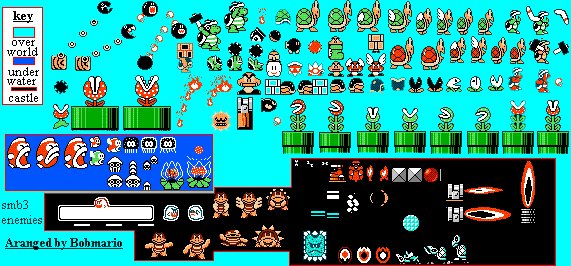 key
over
world
under
water
castle
smb3
enemies
Aranged by Bobmario